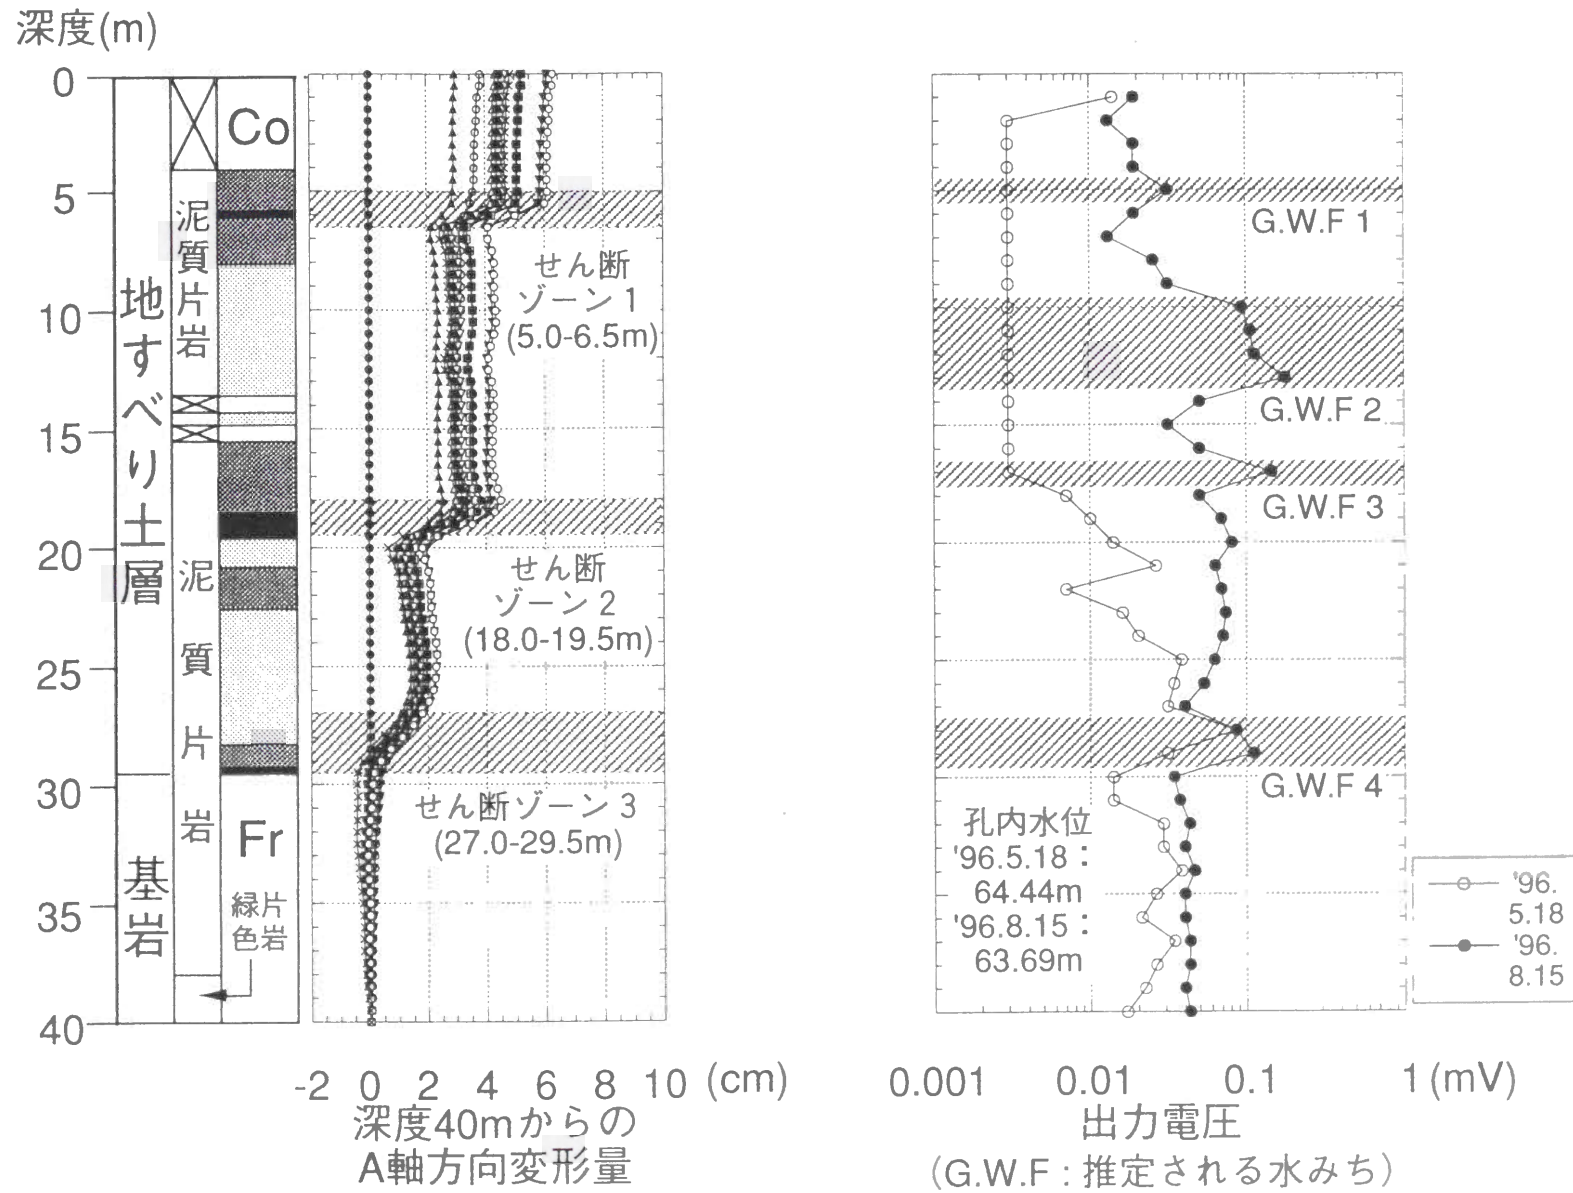 深度(m)
0
5
10
15
20
25
30
35
40
地すべり土層
基岩
泥質片岩
泥質片岩
Co
Fr
緑片
色岩
せん断
ゾーン1
(5.0-6.5m)
せん断
ゾーン2
(18.0-19.5m)
せん断ゾーン3
(27.0-29.5m)
-2 0 2 4 6 8 10 (cm)
深度40mからの
A軸方向変形量
G.W.F 1
G.W.F 2
G.W.F 3
G.W.F 4
孔内水位
'96.5.18：
64.44m
'96.8.15：
63.69m
'96.
5.18
'96.
8.15
0.001 0.01 0.1 1 (mV)
出力電圧
(G.W.F : 推定される水みち)